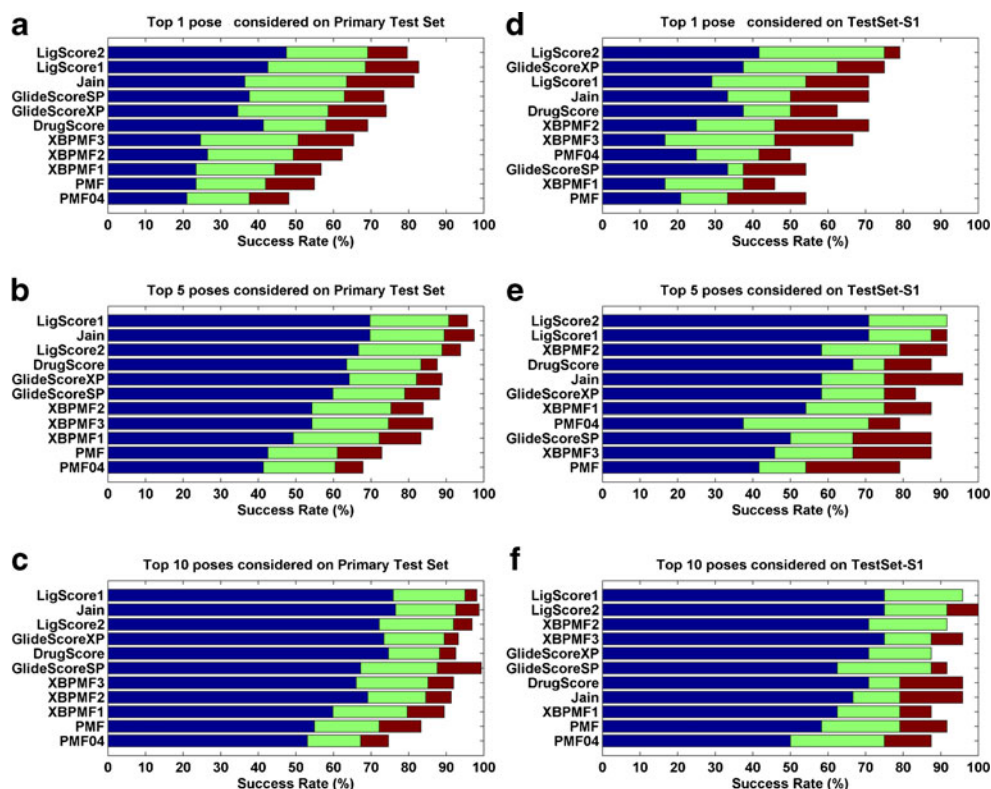 a
Top 1 pose considered on Primary Test Set
LigScore2
LigScore1
Jain
GlideScoreSP
GlideScoreXP
DrugScore
XBPMF3
XBPMF2
XBPMF1
PMF
PMF04
0 10 20 30 40 50 60 70 80 90 100
Success Rate (%)
b
Top 5 poses considered on Primary Test Set
LigScore1
Jain
LigScore2
DrugScore
GlideScoreXP
GlideScoreSP
XBPMF2
XBPMF3
XBPMF1
PMF
PMF04
0 10 20 30 40 50 60 70 80 90 100
Success Rate (%)
c
Top 10 poses considered on Primary Test Set
LigScore1
Jain
LigScore2
GlideScoreXP
DrugScore
GlideScoreSP
XBPMF3
XBPMF2
XBPMF1
PMF
PMF04
0 10 20 30 40 50 60 70 80 90 100
Success Rate (%)
d
Top 1 pose considered on TestSet-S1
LigScore2
GlideScoreXP
LigScore1
Jain
DrugScore
XBPMF2
XBPMF3
PMF04
GlideScoreSP
XBPMF1
PMF
0 10 20 30 40 50 60 70 80 90 100
Success Rate (%)
e
Top 5 poses considered on TestSet-S1
LigScore2
LigScore1
XBPMF2
DrugScore
Jain
GlideScoreXP
XBPMF1
PMF04
GlideScoreSP
XBPMF3
PMF
0 10 20 30 40 50 60 70 80 90 100
Success Rate (%)
f
Top 10 poses considered on TestSet-S1
LigScore1
LigScore2
XBPMF2
XBPMF3
GlideScoreXP
GlideScoreSP
DrugScore
Jain
XBPMF1
PMF
PMF04
0 10 20 30 40 50 60 70 80 90 100
Success Rate (%)